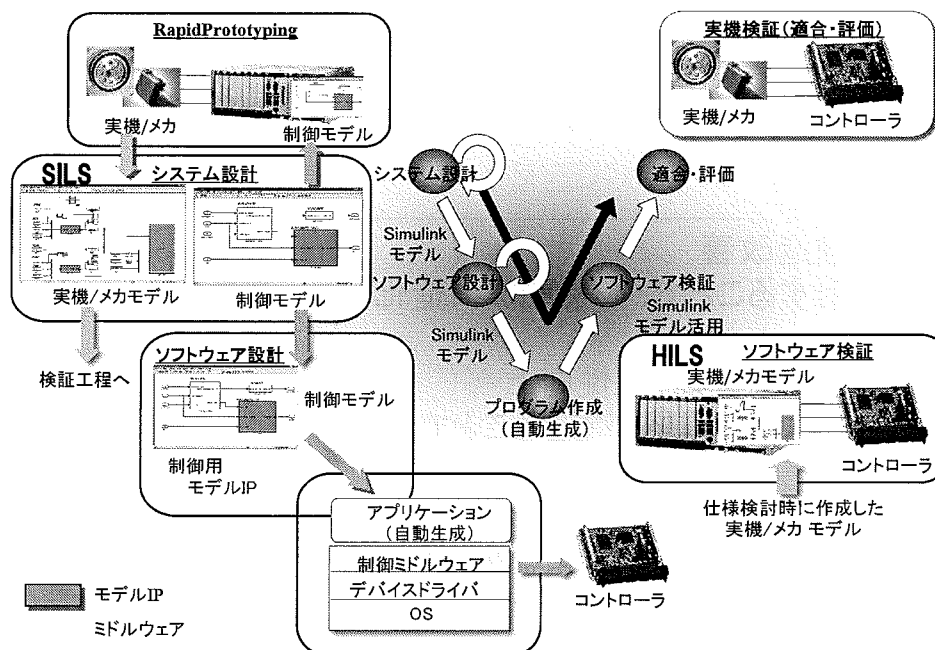 RapidPrototyping
実機/メカ
制御モデル
SILS
システム設計
実機/メカモデル
制御モデル
検証工程へ
ソフトウェア設計
制御モデル
制御用
モデルIP
アプリケーション
(自動生成)
制御ミドルウェア
デバイスドライバ
OS
コントローラ
モデルIP
ミドルウェア
システム設計
Simulink
モデル
ソフトウェア設計
Simulink
モデル
プログラム作成
(自動生成)
適合・評価
ソフトウェア検証
Simulink
モデル活用
実機検証(適合・評価)
実機/メカ
コントローラ
HILS
ソフトウェア検証
実機/メカモデル
コントローラ
仕様検討時に作成した
実機/メカ モデル